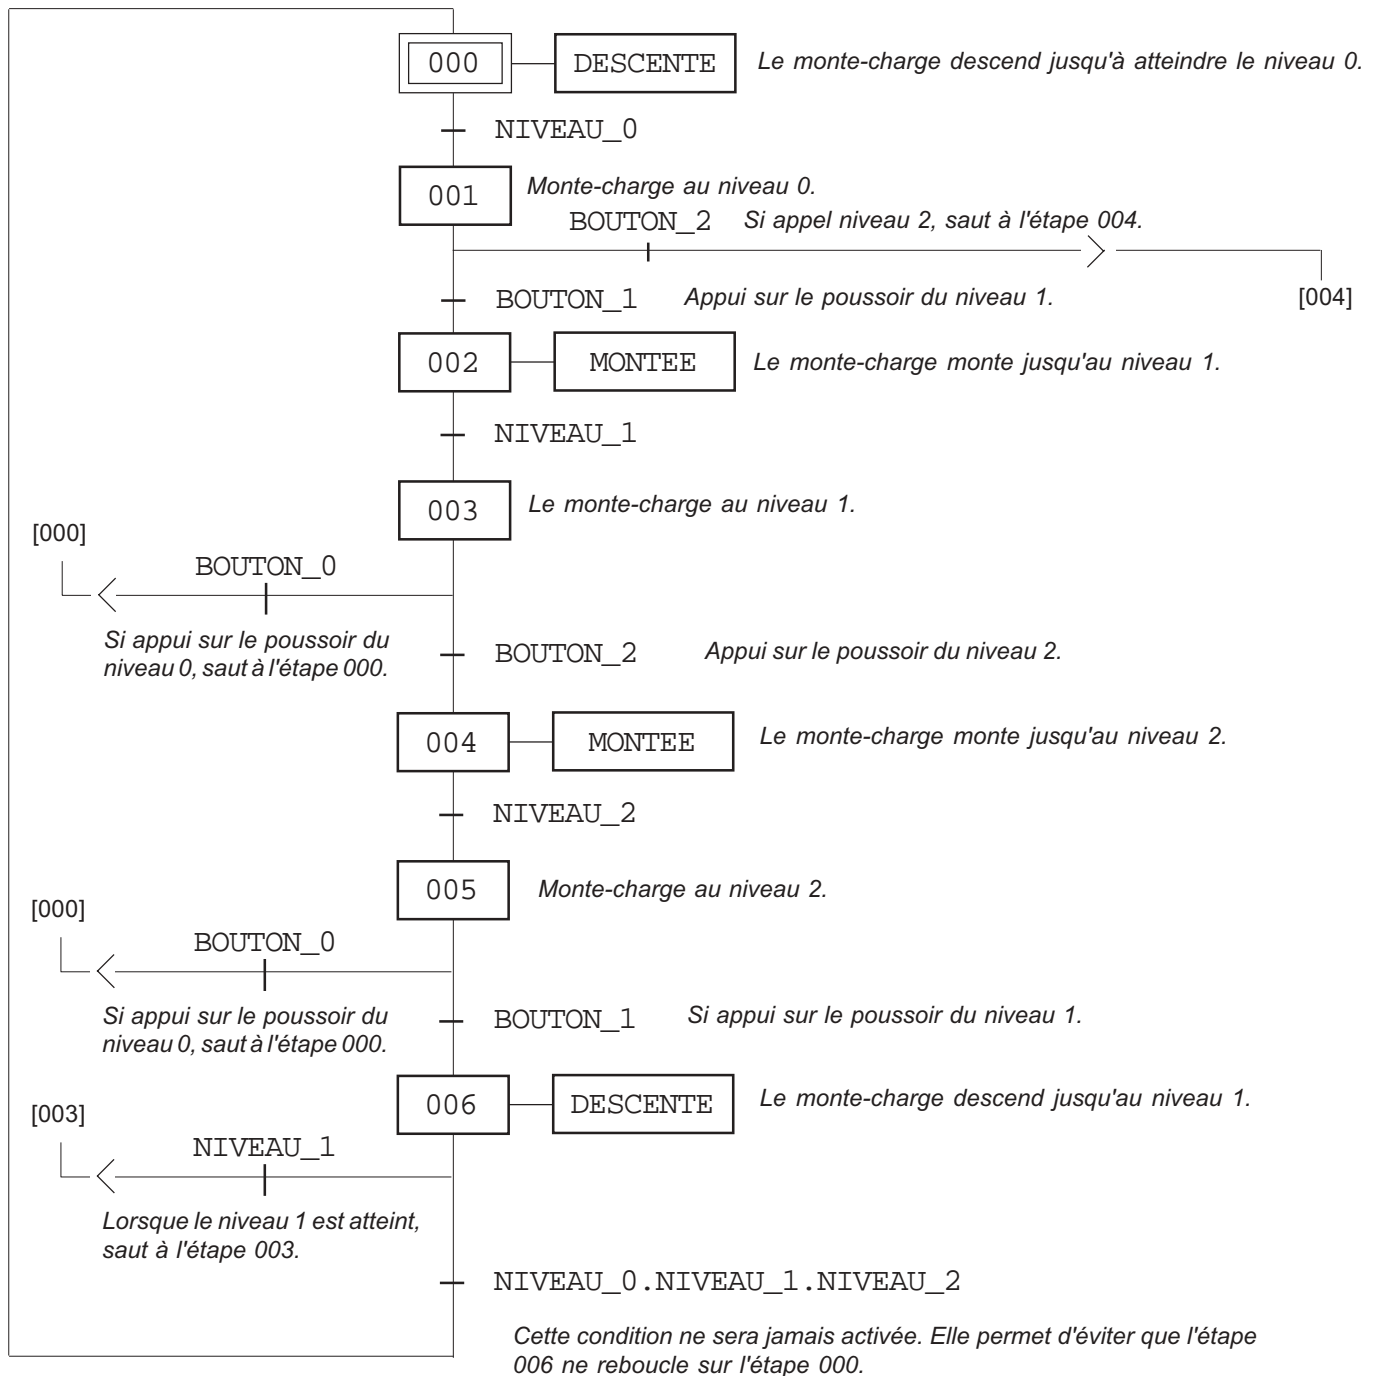 000
DESCENTE
Le monte-charge descend jusqu'à atteindre le niveau 0.
NIVEAU_0
001
Monte-charge au niveau 0.
BOUTON_2
Si appel niveau 2, saut à l'étape 004.
BOUTON_1
Appui sur le poussoir du niveau 1.
[004]
002
MONTEE
Le monte-charge monte jusqu'au niveau 1.
NIVEAU_1
003
Le monte-charge au niveau 1.
[000]
BOUTON_0
Si appui sur le poussoir du
niveau 0, saut à l'étape 000.
BOUTON_2
Appui sur le poussoir du niveau 2.
004
MONTEE
Le monte-charge monte jusqu'au niveau 2.
NIVEAU_2
005
Monte-charge au niveau 2.
[000]
BOUTON_0
Si appui sur le poussoir du
niveau 0, saut à l'étape 000.
BOUTON_1
Si appui sur le poussoir du niveau 1.
006
DESCENTE
Le monte-charge descend jusqu'au niveau 1.
[003]
NIVEAU_1
Lorsque le niveau 1 est atteint,
saut à l'étape 003.
NIVEAU_0.NIVEAU_1.NIVEAU_2
Cette condition ne sera jamais activée. Elle permet d'éviter que l'étape
006 ne reboucle sur l'étape 000.